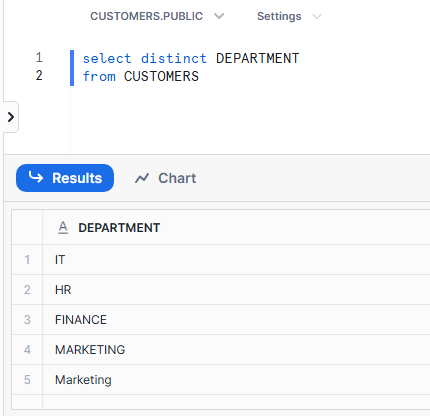 CUSTOMERS.PUBLIC Settings
1 select distinct DEPARTMENT
2 from CUSTOMERS
Results Chart
A DEPARTMENT
1 IT
2 HR
3 FINANCE
4 MARKETING
5 Marketing